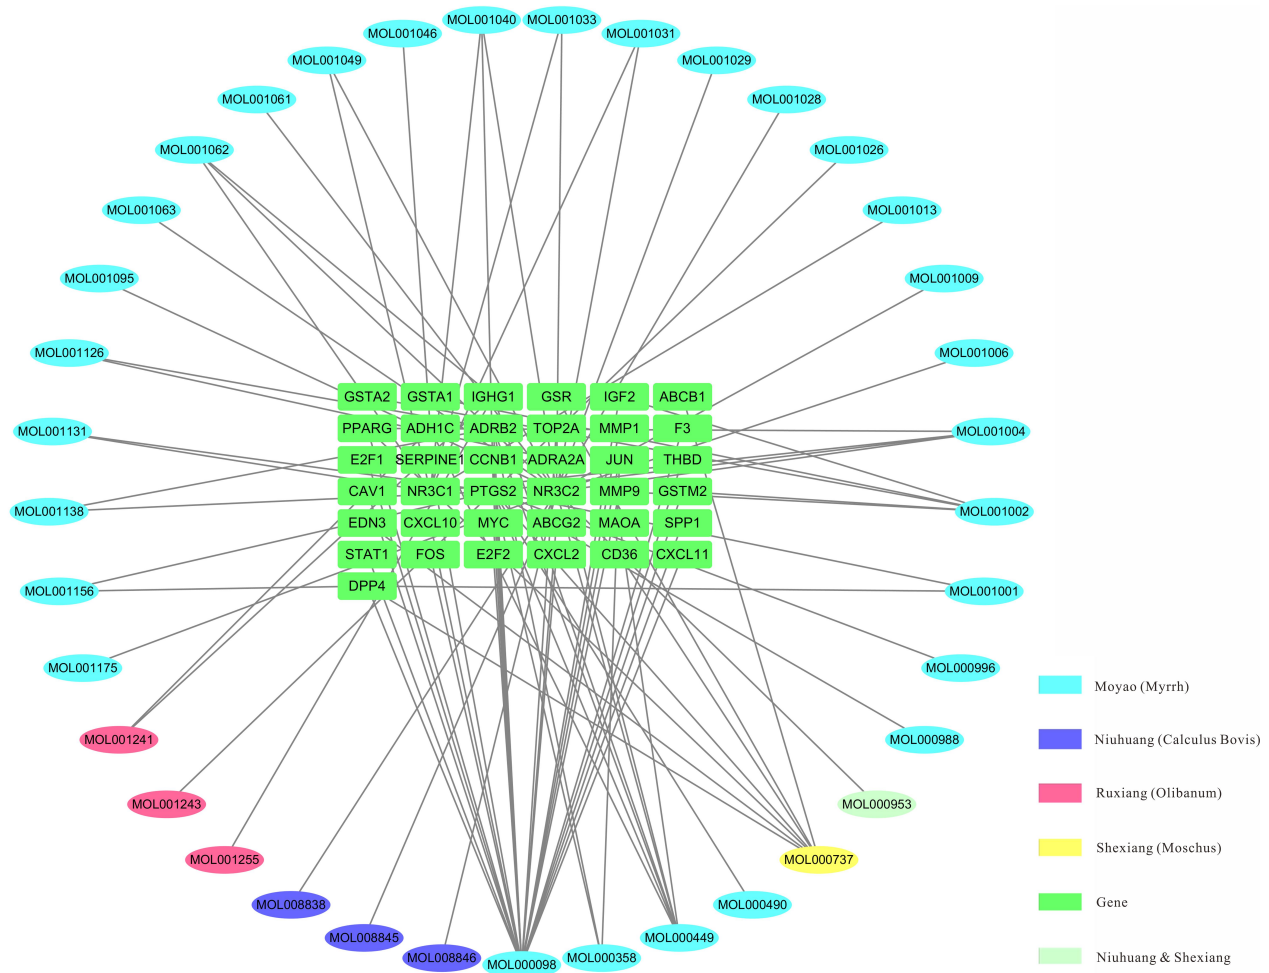 MOL001040
MOL001033
MOL001046
MOL001031
MOL001049
MOL001029
MOL001061
MOL001028
MOL001062
MOL001026
MOL001063
MOL001013
MOL001095
MOL001009
MOL001126
MOL001006
MOL001131
MOL001004
MOL001138
MOL001002
MOL001156
MOL001001
MOL001175
MOL000996
MOL001241
MOL000988
MOL001243
MOL000953
MOL001255
MOL000737
MOL008838
MOL000490
MOL008845
MOL000449
MOL008846
MOL000098
MOL000358
GSTA2 GSTA1 IGHG1 GSR IGF2 ABCB1
PPARG ADH1C ADRB2 TOP2A MMP1 F3
E2F1 SERPINE1 CCNB1 ADRA2A JUN THBD
CAV1 NR3C1 PTGS2 NR3C2 MMP9 GSTM2
EDN3 CXCL10 MYC ABCG2 MAOA SPP1
STAT1 FOS E2F2 CXCL2 CD36 CXCL11
DPP4
Moyao (Myrrh)
Niuhuang (Calculus Bovis)
Ruxiang (Olibanum)
Shexiang (Moschus)
Gene
Niuhuang & Shexiang